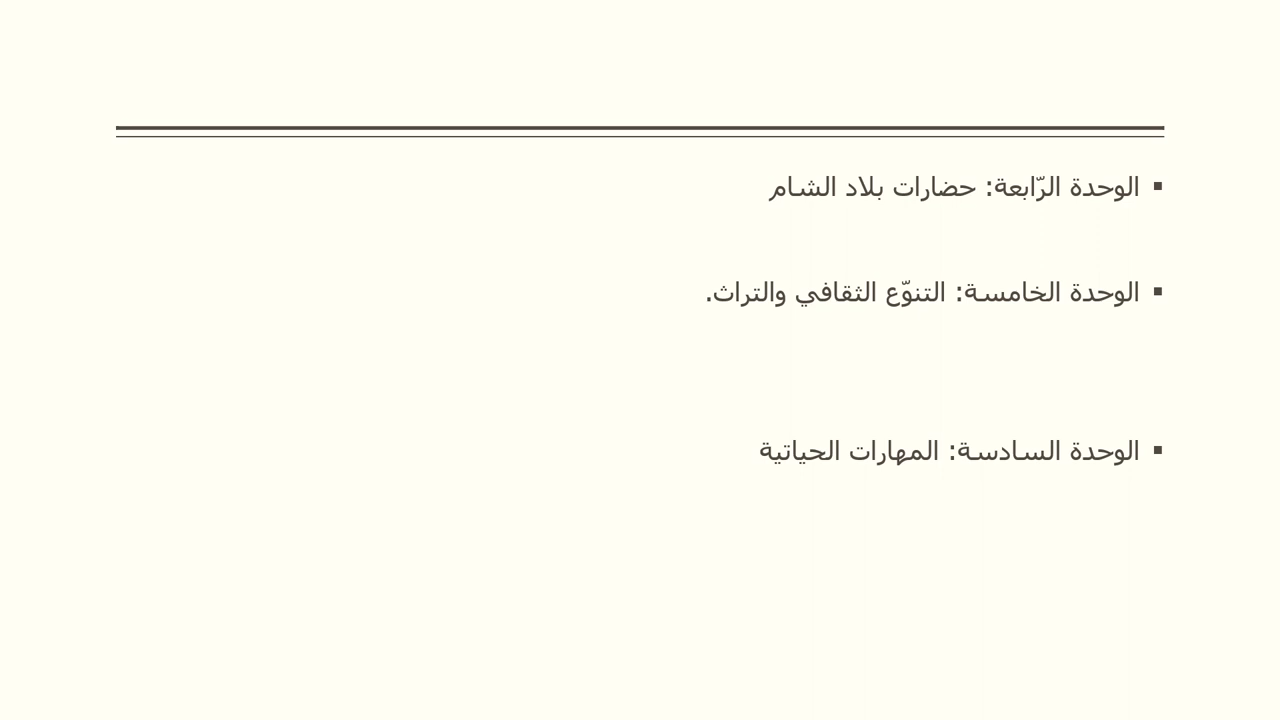 الوحدة الرّابعة: حضارات بلاد الشام
الوحدة الخامسة: التنوّع الثقافي والتراث.
الوحدة السادسة: المهارات الحياتية